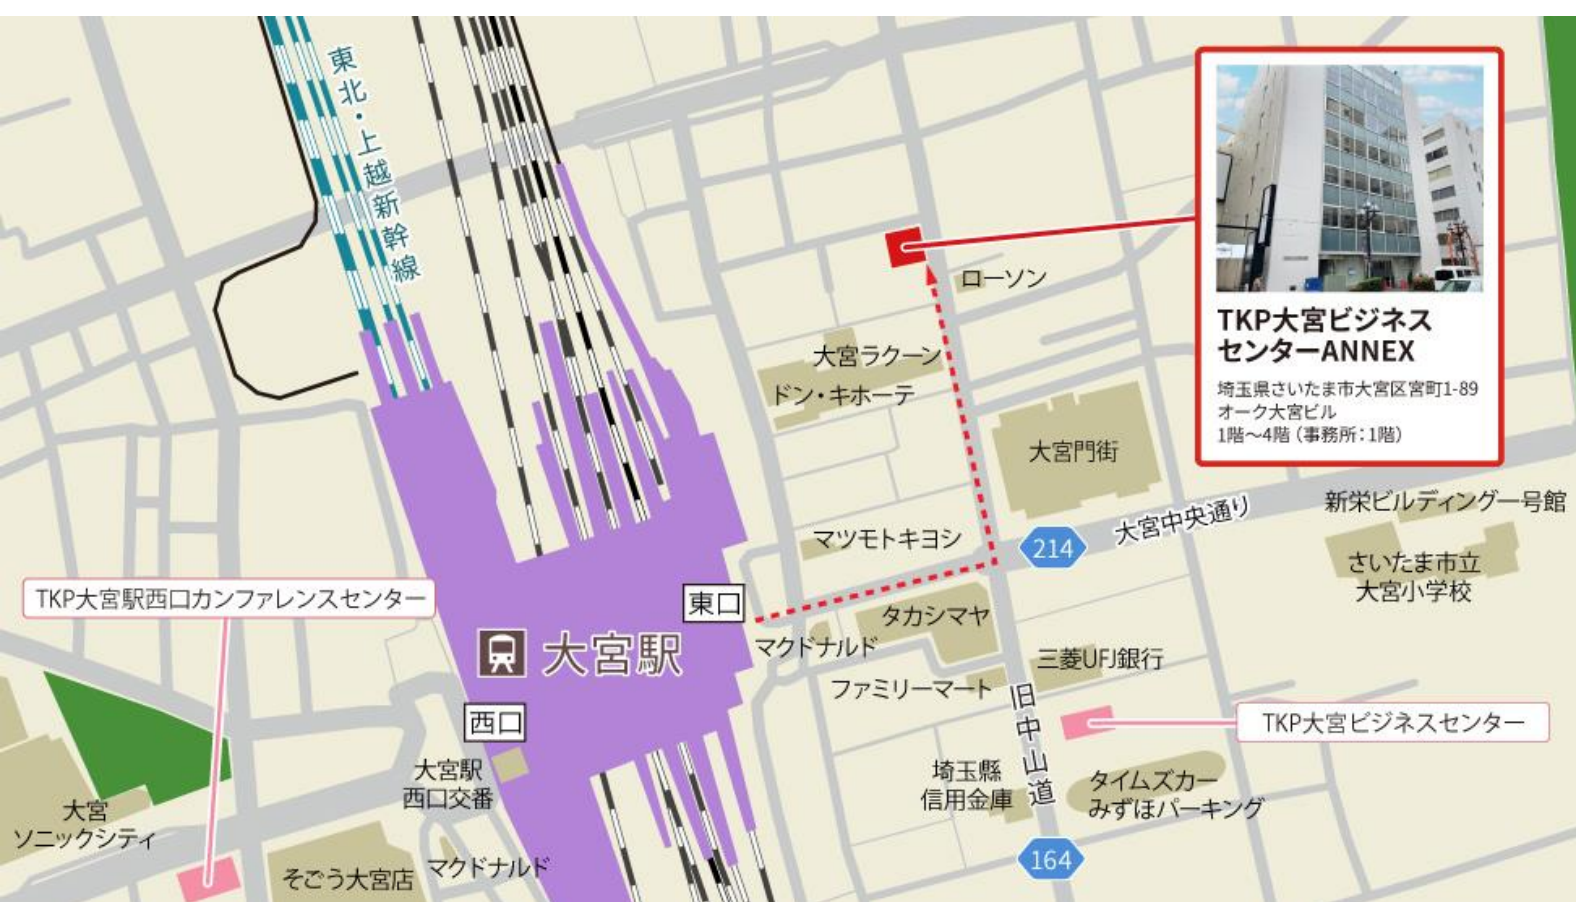 東北・上越新幹線
ローソン
TKP大宮ビジネス
センターANNEX
埼玉県さいたま市大宮区宮町1-89
オーク大宮ビル
1階～4階（事務所：1階）
大宮ラクーン
ドン・キホーテ
大宮門街
新栄ビルディング一号館
大宮中央通り
214
マツモトキヨシ
さいたま市立
大宮小学校
TKP大宮駅西口カンファレンスセンター
東口
タカシマヤ
大宮駅
マクドナルド
三菱UFJ銀行
ファミリーマート
旧中山道
西口
TKP大宮ビジネスセンター
大宮駅
西口交番
埼玉縣
信用金庫
タイムズカー
みずほパーキング
大宮
ソニックシティ
164
そごう大宮店
マクドナルド